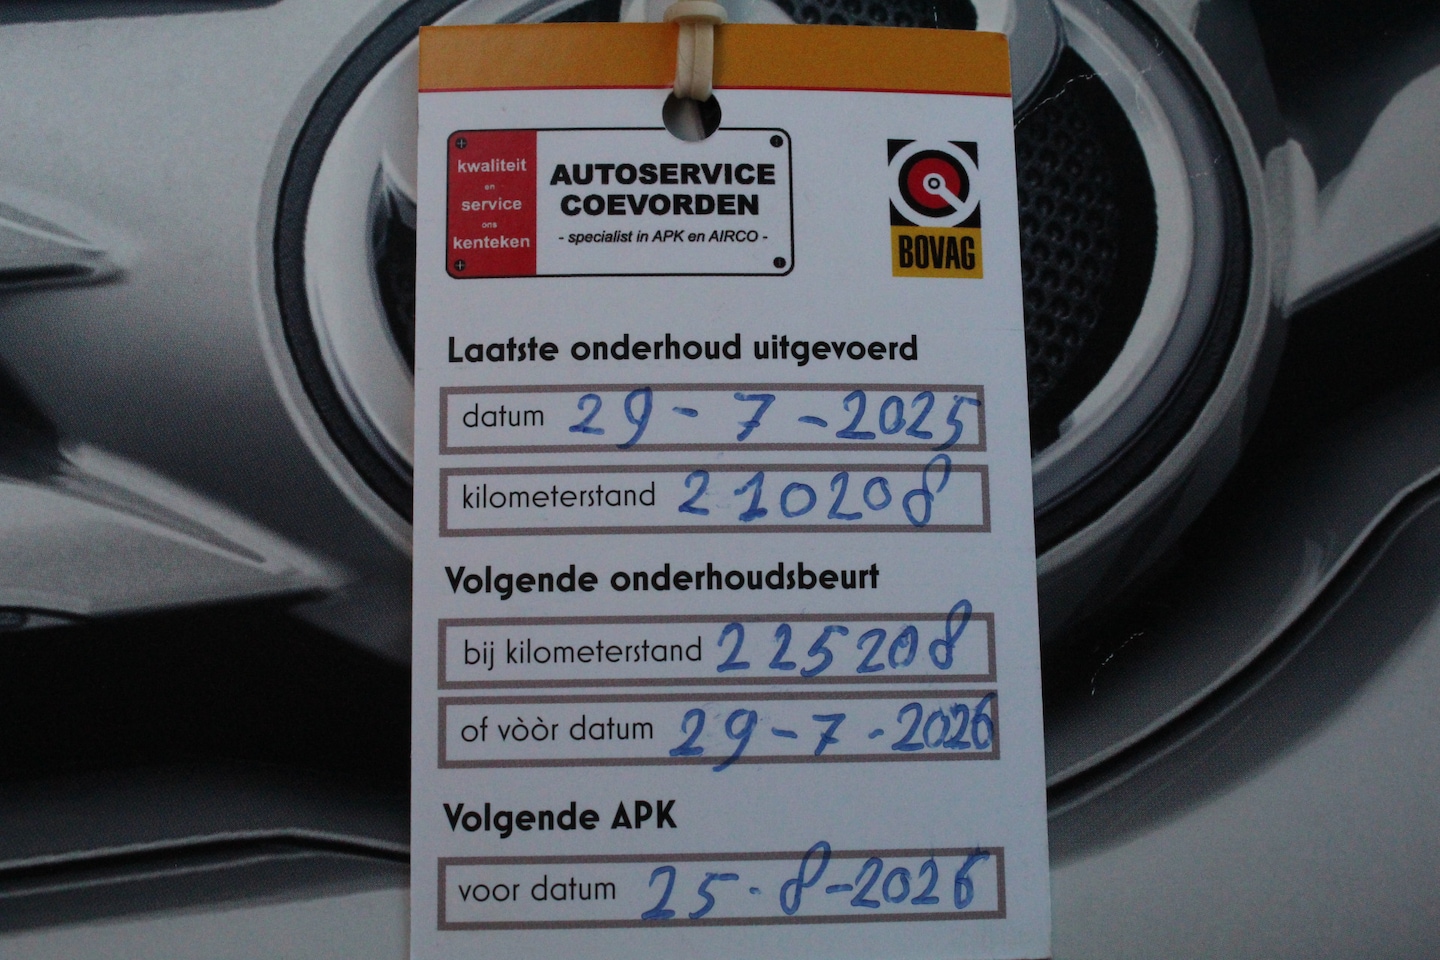 kwaliteit
en
service
ons
kenteken
AUTOSERVICE
COEVORDEN
- specialist in APK en AIRCO -
BOVAG
Laatste onderhoud uitgevoerd
datum 29-7-2025
kilometerstand 210208
Volgende onderhoudsbeurt
bij kilometerstand 225208
of vòòr datum 29-7-2026
Volgende APK
voor datum 25-8-2026